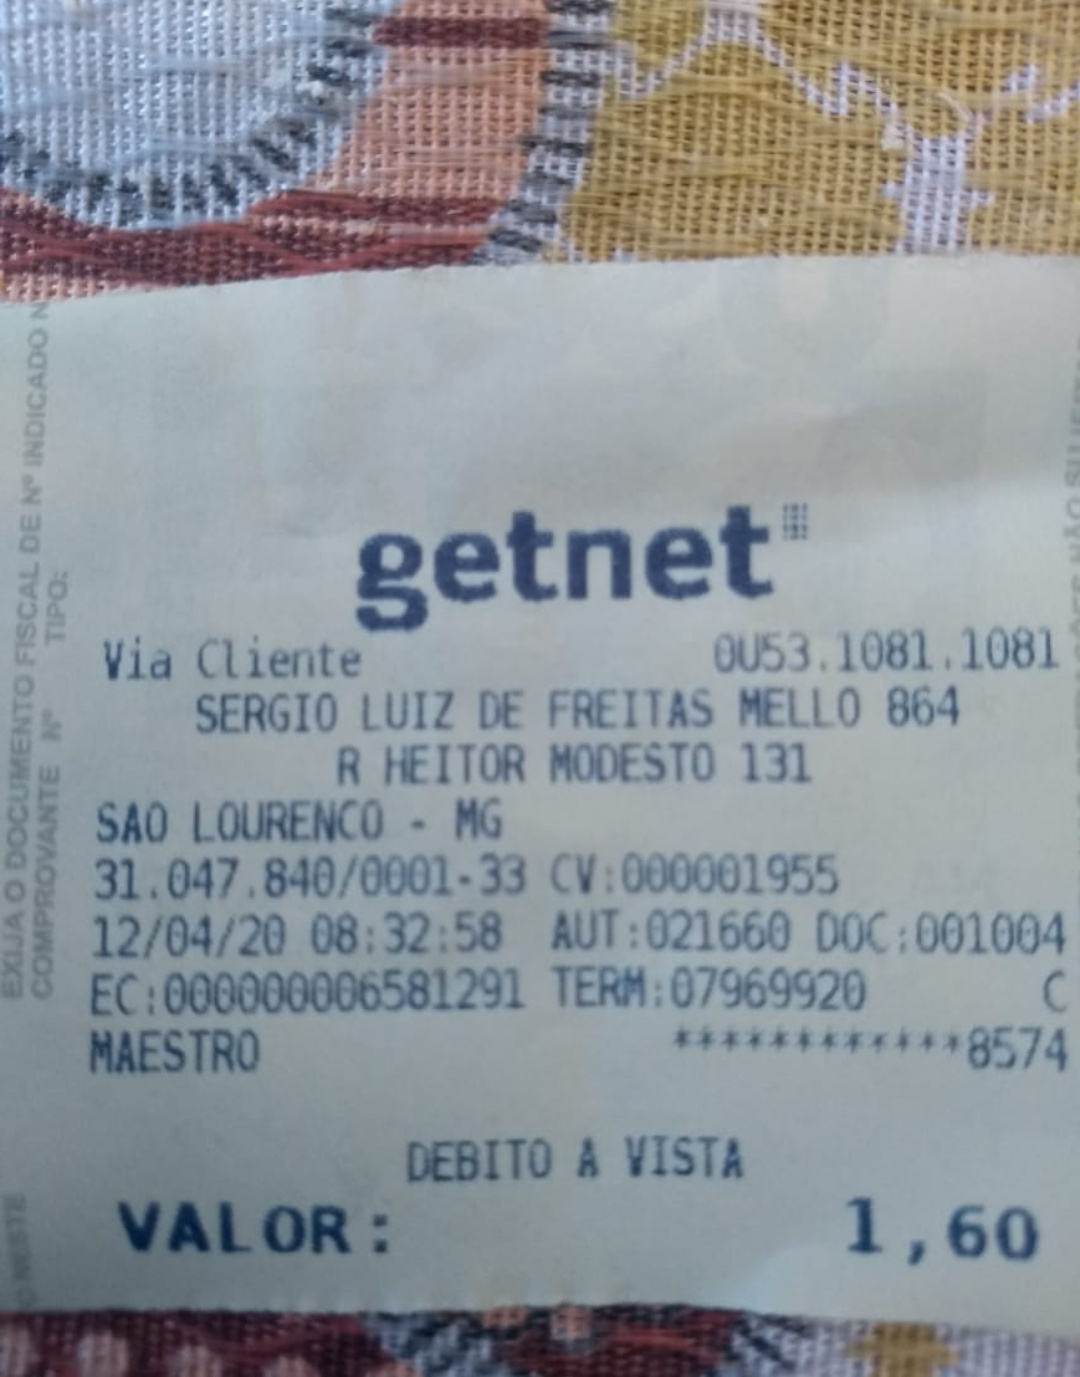 getnet
Via Cliente 0U53.1081.1081
SERGIO LUIZ DE FREITAS MELLO 864
R HEITOR MODESTO 131
SAO LOURENCO - MG
31.047.840/0001-33 CV:000001955
12/04/20 08:32:58 AUT:021660 DOC:001004
EC:000000006581291 TERM:07969920 C
MAESTRO ************8574
DEBITO A VISTA
VALOR: 1,60
EXIJA O DOCUMENTO FISCAL DE Nº INDICADO
COMPROVANTE Nº TIPO:
NESTE